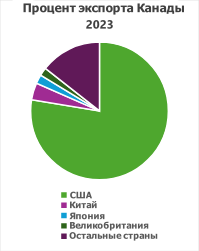 Процент экспорта Канады
2023
США
Китай
Япония
Великобритания
Остальные страны